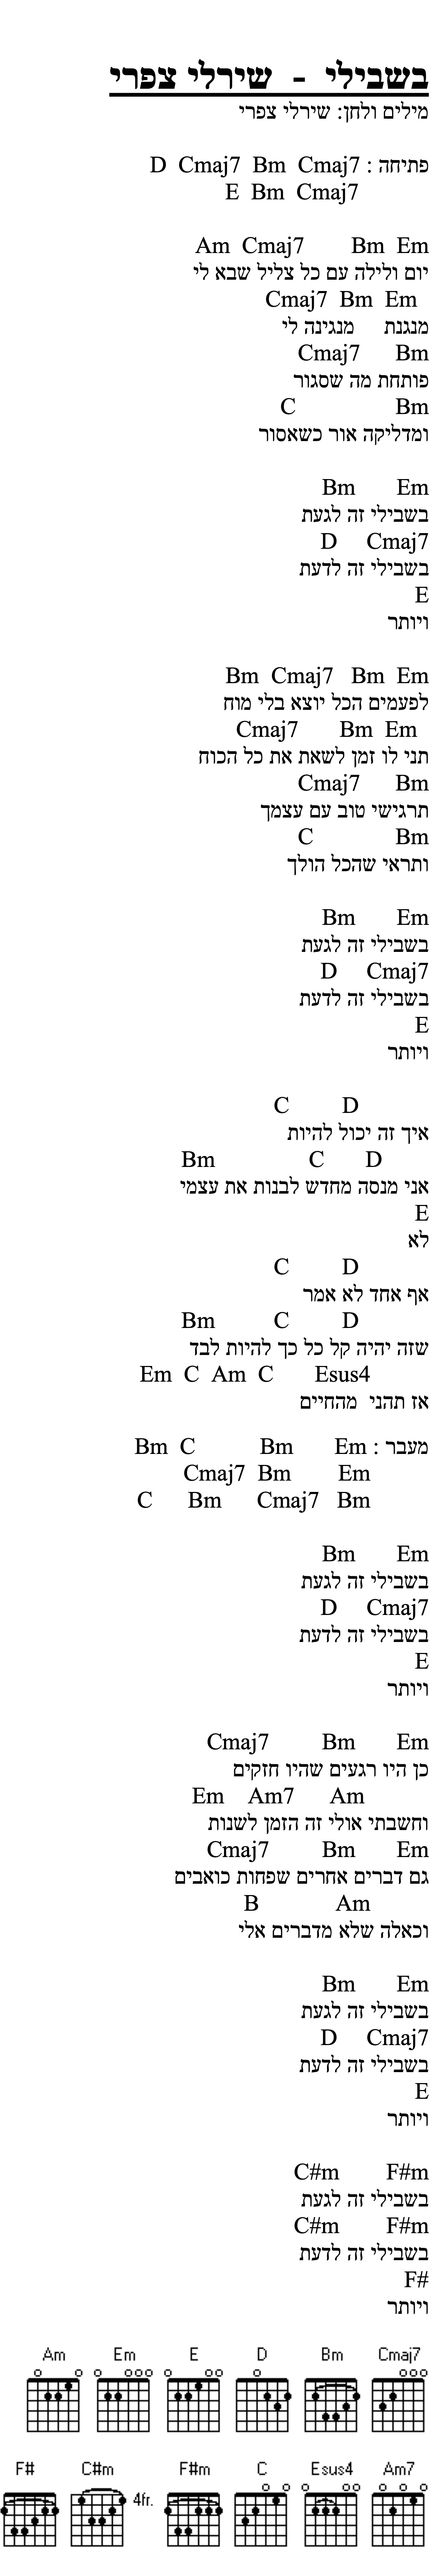 בשבילי - שירלי צפרי
מילים ולחן: שירלי צפרי
פתיחה : D Cmaj7 Bm Cmaj7
E Bm Cmaj7
Am Cmaj7 Bm Em
יום ולילה עם כל צליל שבא לי
Cmaj7 Bm Em
מנגנת מנגינה לי
Cmaj7 Bm
פותחת מה שסגור
C Bm
ומדליקה אור כשאסור
Bm Em
בשבילי זה לגעת
D Cmaj7
בשבילי זה לדעת
E
ויותר
Bm Cmaj7 Bm Em
לפעמים הכל יוצא בלי מוח
Cmaj7 Bm Em
תני לו זמן לשאת את כל הכוח
Cmaj7 Bm
תרגישי טוב עם עצמך
C Bm
ותראי שהכל הולך
Bm Em
בשבילי זה לגעת
D Cmaj7
בשבילי זה לדעת
E
ויותר
C D
איך זה יכול להיות
Bm C D
אני מנסה מחדש לבנות את עצמי
E
לא
C D
אף אחד לא אמר
Bm C D
שזה יהיה קל כל כך להיות לבד
Em C Am C Esus4
אז תהני מהחיים
מעבר : Bm C Bm Em
Cmaj7 Bm Em
C Bm Cmaj7 Bm
Bm Em
בשבילי זה לגעת
D Cmaj7
בשבילי זה לדעת
E
ויותר
Cmaj7 Bm Em
כן היו רגעים שהיו חזקים
Em Am7 Am
וחשבתי אולי זה הזמן לשנות
Cmaj7 Bm Em
גם דברים אחרים שפחות כואבים
B Am
וכאלה שלא מדברים אלי
Bm Em
בשבילי זה לגעת
D Cmaj7
בשבילי זה לדעת
E
ויותר
C#m F#m
בשבילי זה לגעת
C#m F#m
בשבילי זה לדעת
F#
ויותר
Am Em E D Bm Cmaj7
F# C#m 4fr. F#m C Esus4 Am7